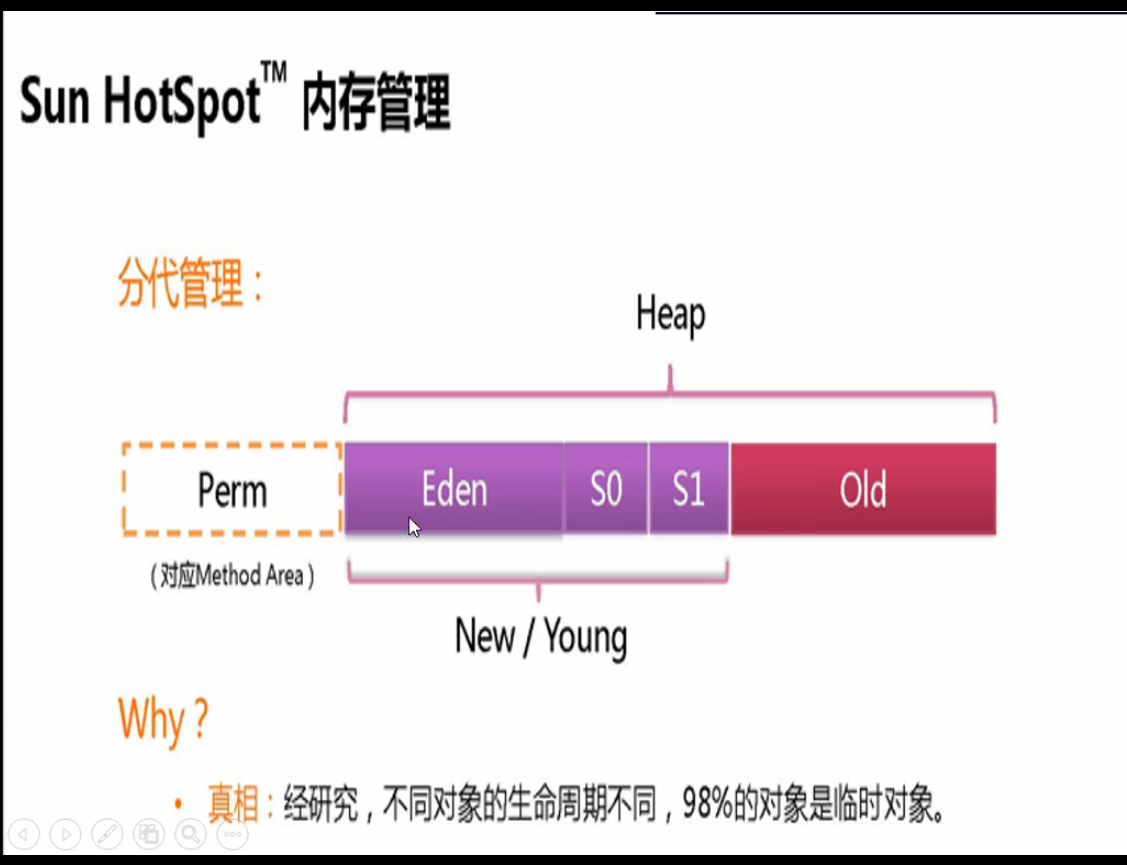 Sun HotSpot™ 内存管理
分代管理：
Heap
Perm
Eden
S0
S1
Old
（对应Method Area）
New / Young
Why？
• 真相：经研究，不同对象的生命周期不同，98%的对象是临时对象。